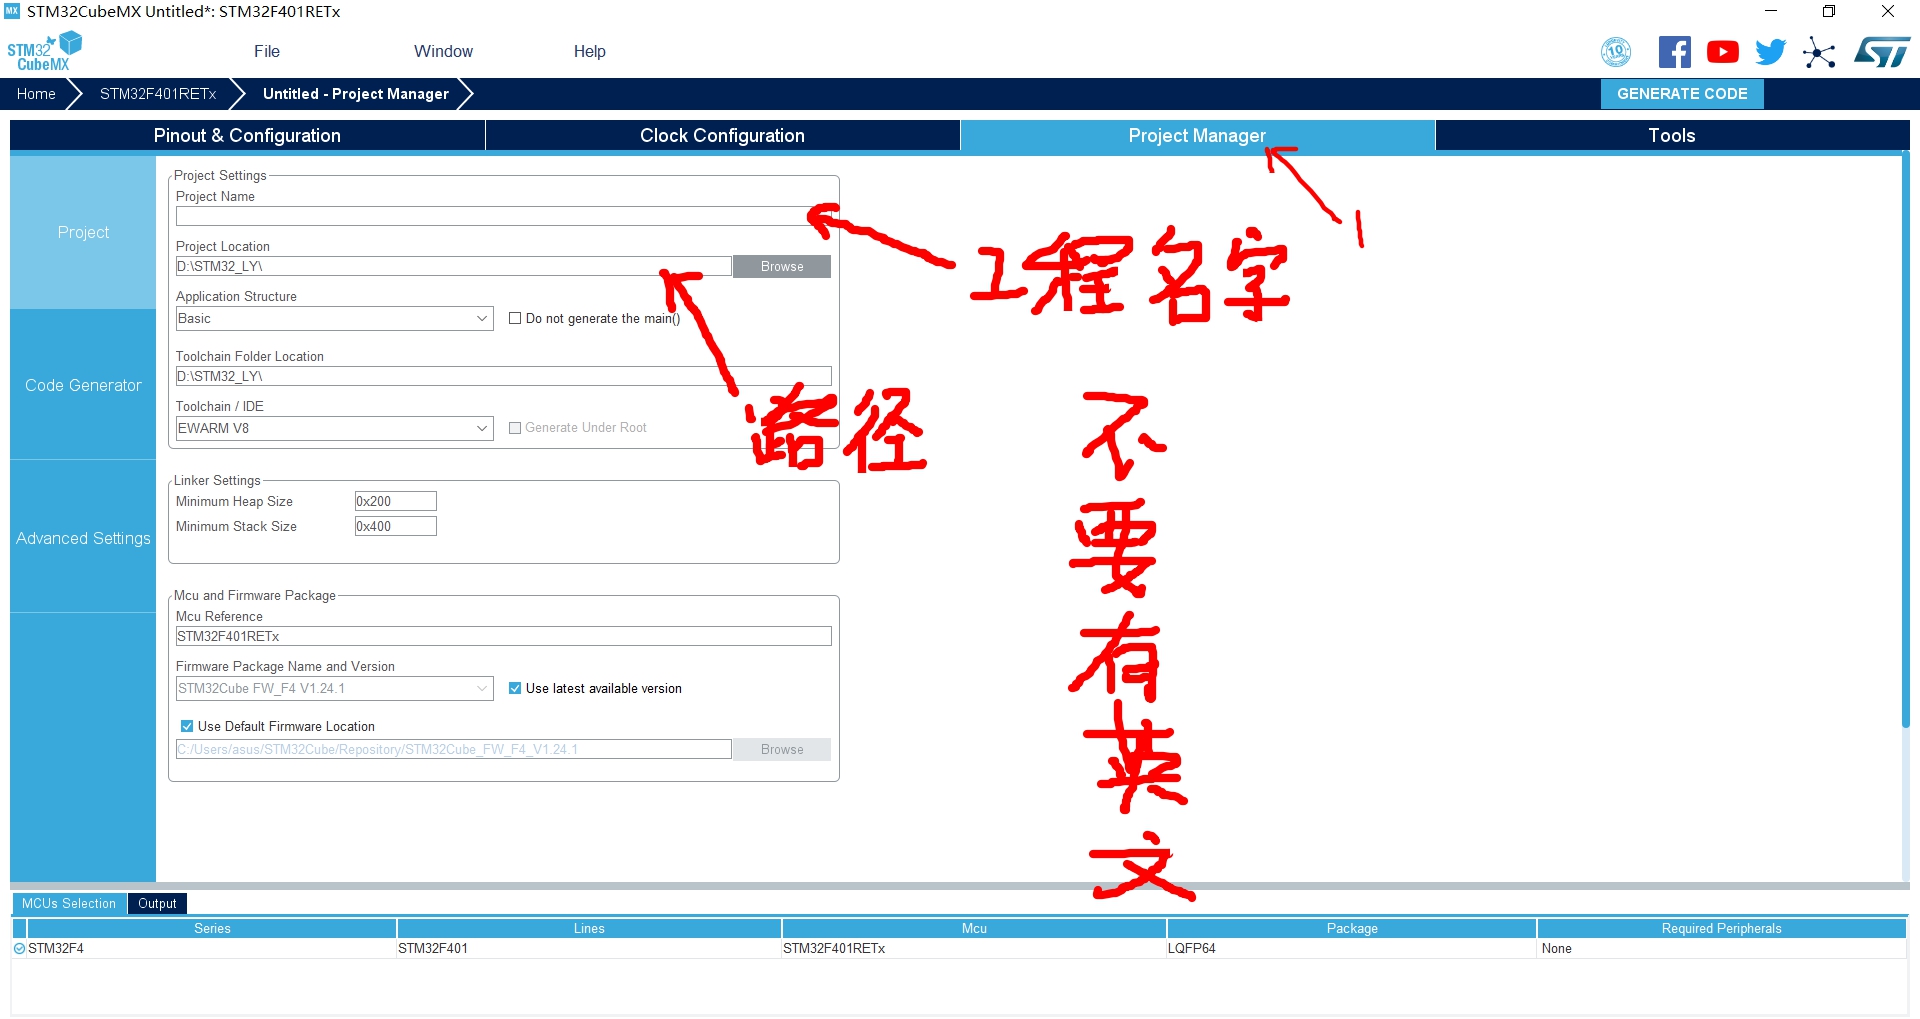 MX STM32CubeMX Untitled*: STM32F401RETx
STM32
CubeMX
File Window Help
10
ST
Home STM32F401RETx Untitled - Project Manager GENERATE CODE
Pinout & Configuration Clock Configuration Project Manager Tools
1
Project
Code Generator
Advanced Settings
Project Settings
Project Name
工程名字
Project Location
D:\STM32_LY\ Browse
Application Structure
Basic Do not generate the main()
Toolchain Folder Location
D:\STM32_LY\
路径
Toolchain / IDE
EWARM V8 Generate Under Root
Linker Settings
Minimum Heap Size 0x200
Minimum Stack Size 0x400
Mcu and Firmware Package
Mcu Reference
STM32F401RETx
Firmware Package Name and Version
STM32Cube FW_F4 V1.24.1 Use latest available version
Use Default Firmware Location
C:/Users/asus/STM32Cube/Repository/STM32Cube_FW_F4_V1.24.1 Browse
不要有英文
MCUs Selection Output
Series Lines Mcu Package Required Peripherals
STM32F4 STM32F401 STM32F401RETx LQFP64 None